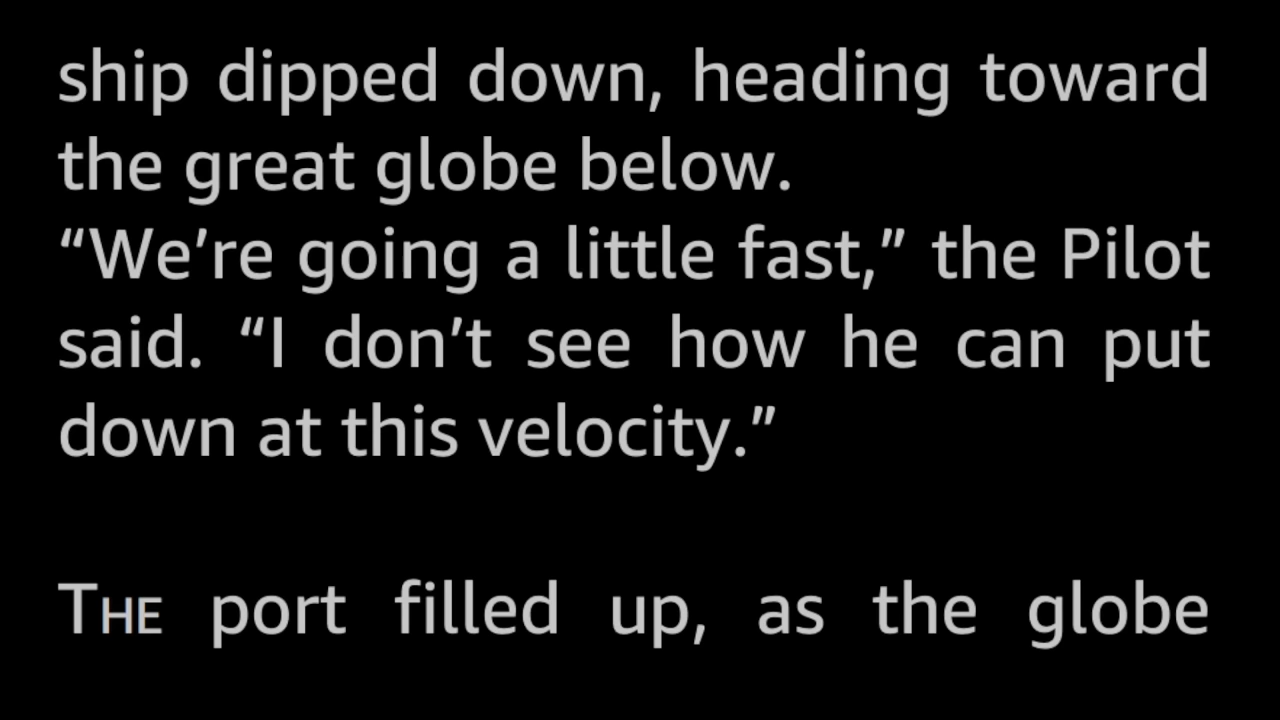 ship dipped down, heading toward
the great globe below.
“We’re going a little fast,” the Pilot
said. “I don’t see how he can put
down at this velocity.”
THE port filled up, as the globe